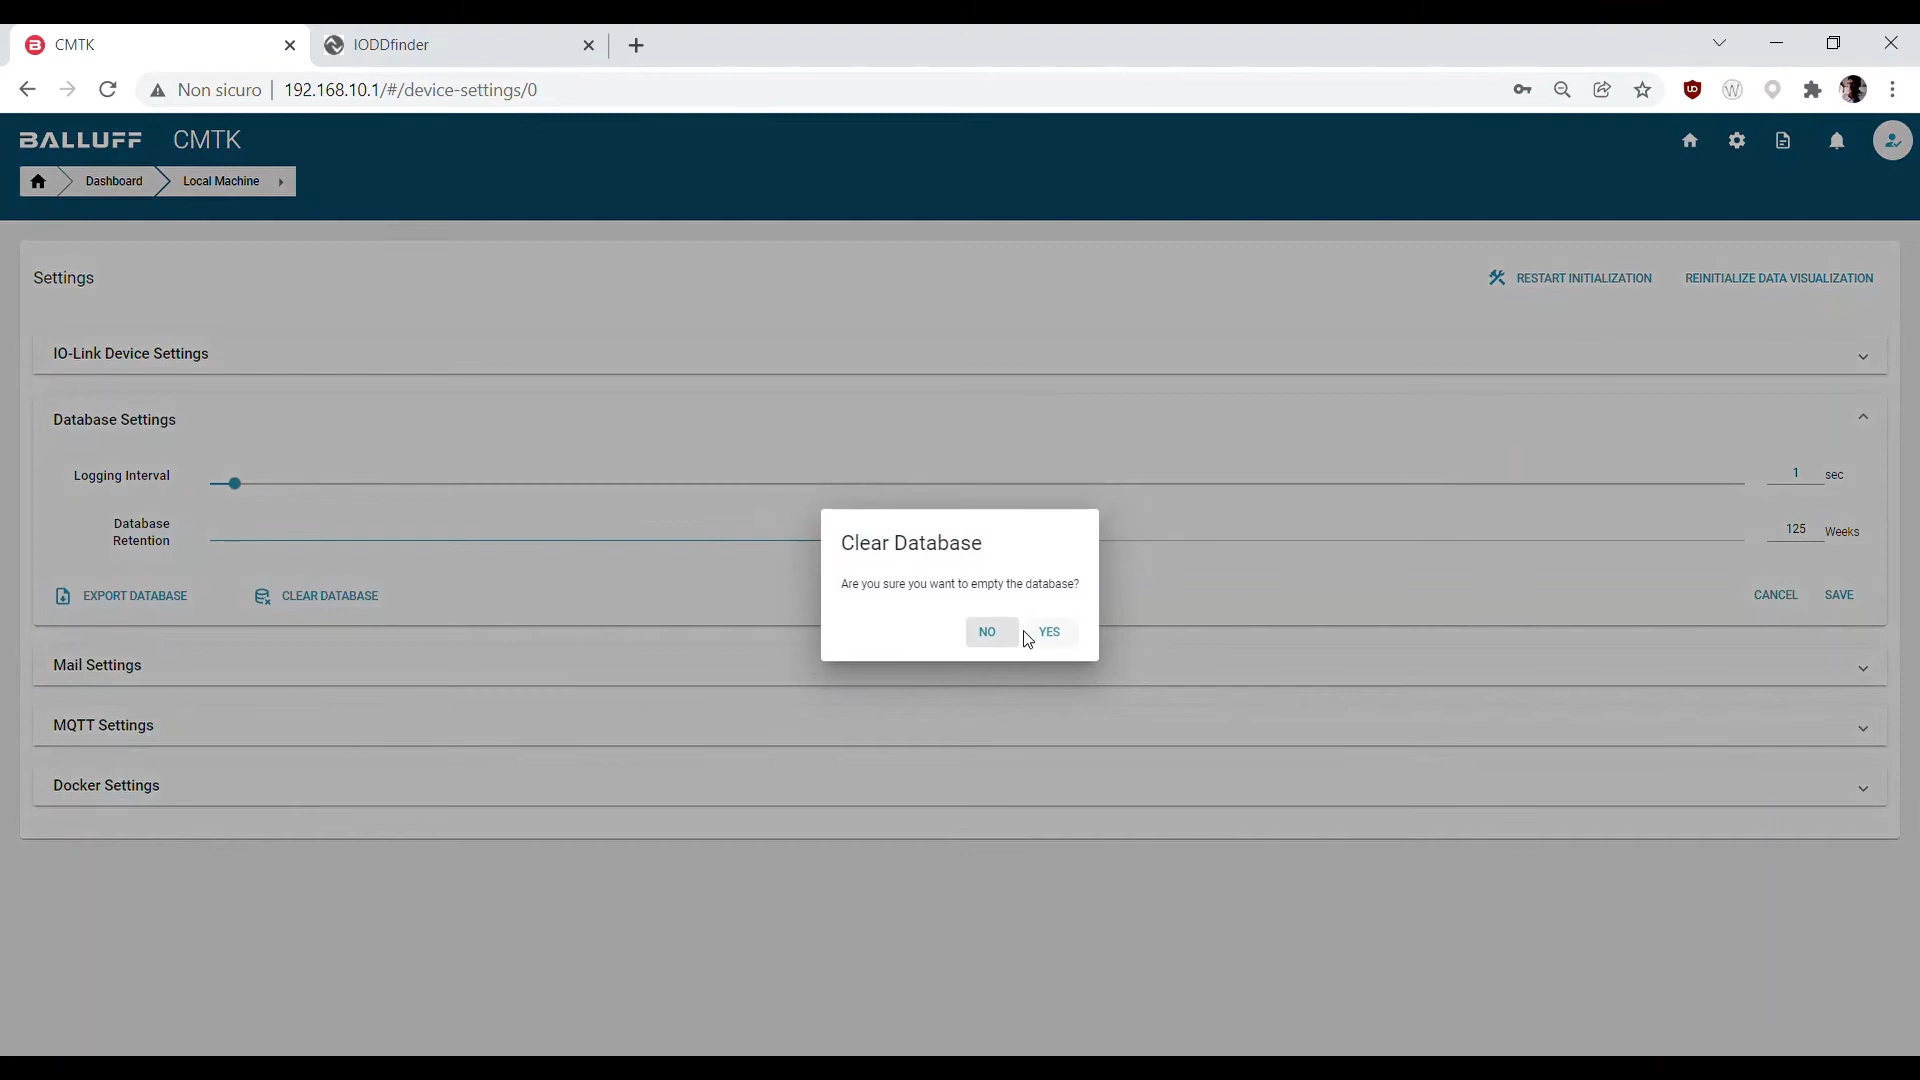 CMTK
IODDfinder
Non sicuro
192.168.10.1/#/device-settings/0
BALLUFF CMTK
Dashboard
Local Machine
Settings
RESTART INITIALIZATION
REINITIALIZE DATA VISUALIZATION
IO-Link Device Settings
Database Settings
Logging Interval
1 sec
Database
Retention
125 Weeks
Clear Database
Are you sure you want to empty the database?
NO
YES
EXPORT DATABASE
CLEAR DATABASE
CANCEL
SAVE
Mail Settings
MQTT Settings
Docker Settings